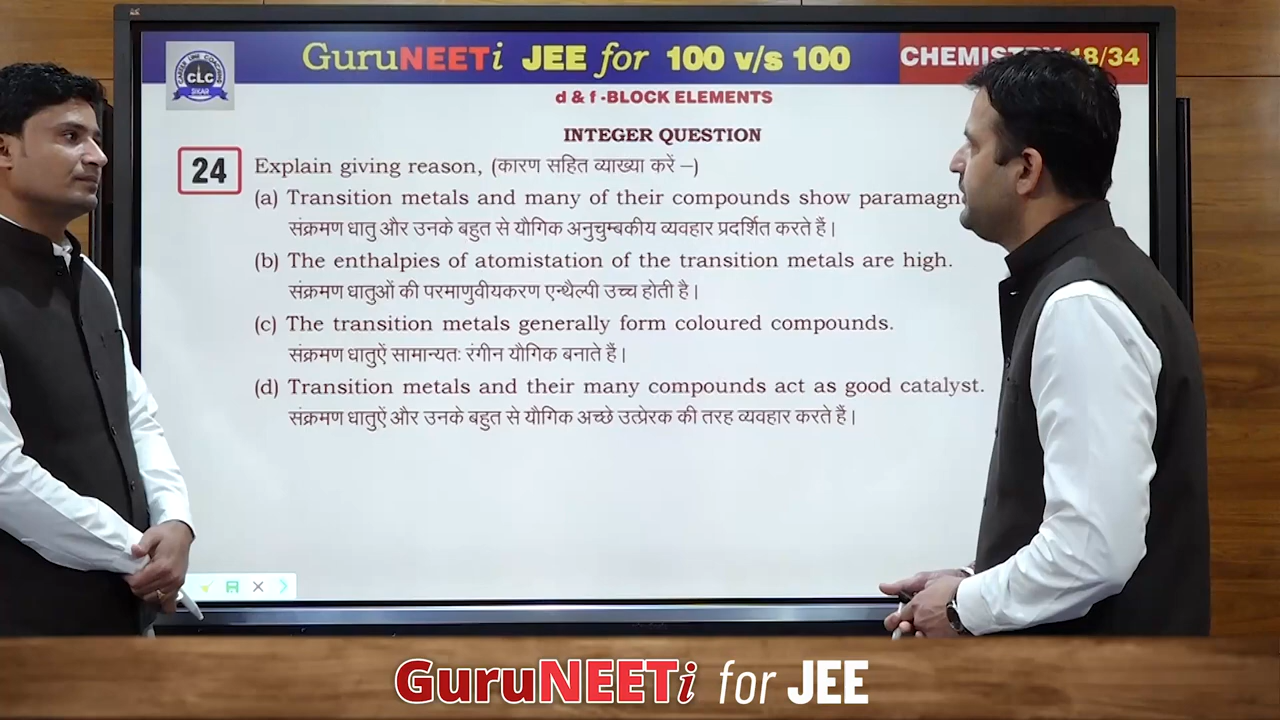 GuruNEETi JEE for 100 v/s 100
18/34
CLC
SIKAR
d & f -BLOCK ELEMENTS
INTEGER QUESTION
24 Explain giving reason, (कारण सहित व्याख्या करें –)
(a) Transition metals and many of their compounds show
संक्रमण धातु और उनके बहुत से यौगिक अनुचुम्बकीय व्यवहार प्रदर्शित करते हैं।
(b) The enthalpies of atomistation of the transition metals are high.
संक्रमण धातुओं की परमाणुवीयकरण एन्थैल्पी उच्च होती है।
(c) The transition metals generally form coloured compounds.
संक्रमण धातुऐं सामान्यतः रंगीन यौगिक बनाते हैं।
(d) Transition metals and their many compounds act as good catalyst.
संक्रमण धातुऐं और उनके बहुत से यौगिक अच्छे उत्प्रेरक की तरह व्यवहार करते हैं।
GuruNEETi for JEE